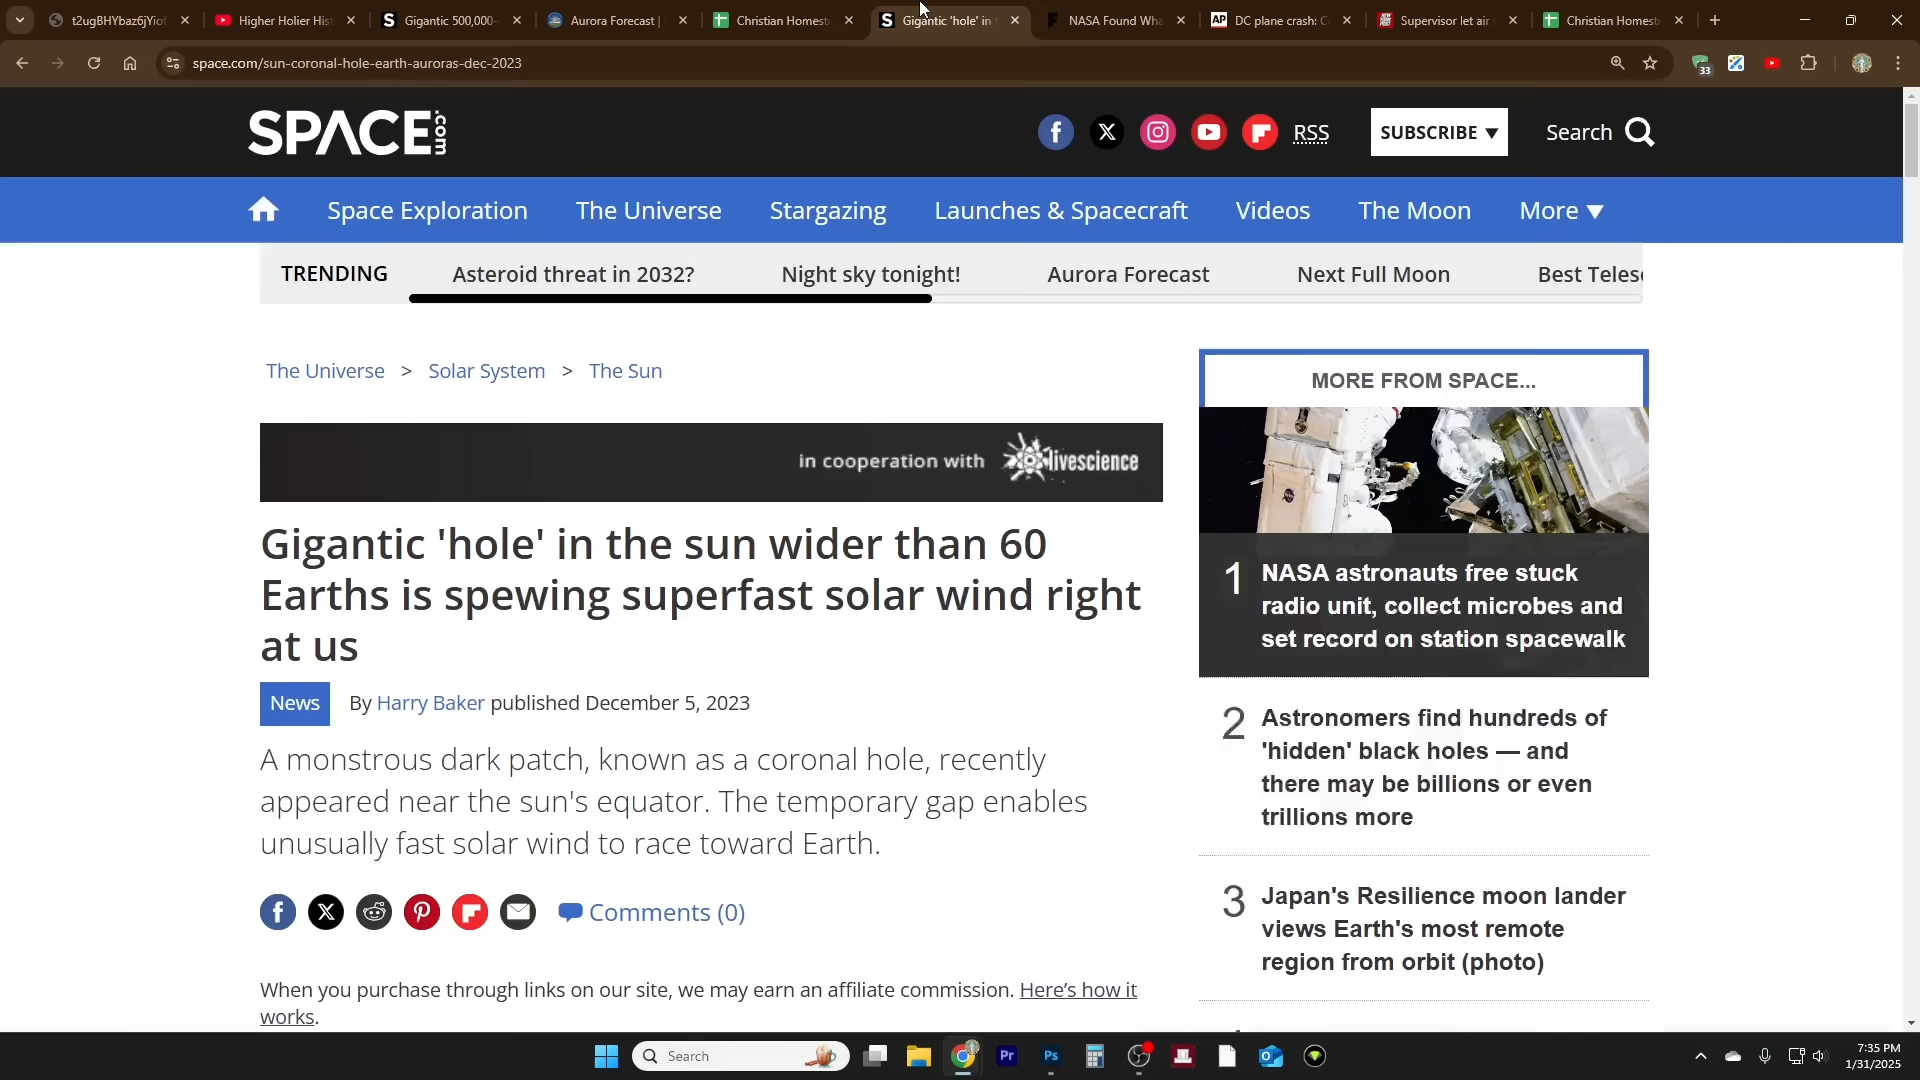 t2ugBHYbaz6jYiof
Higher Holier His
Gigantic 500,000-
Aurora Forecast |
Christian Homest
Gigantic 'hole' in
NASA Found Wha
AP
DC plane crash: C
Supervisor let air
Christian Homest
space.com/sun-coronal-hole-earth-auroras-dec-2023
33
SPACE.com
RSS
SUBSCRIBE ▼
Search
Space Exploration
The Universe
Stargazing
Launches & Spacecraft
Videos
The Moon
More ▼
TRENDING
Asteroid threat in 2032?
Night sky tonight!
Aurora Forecast
Next Full Moon
Best Teles
The Universe > Solar System > The Sun
in cooperation with livescience
Gigantic 'hole' in the sun wider than 60
Earths is spewing superfast solar wind right
at us
News
By Harry Baker published December 5, 2023
A monstrous dark patch, known as a coronal hole, recently
appeared near the sun's equator. The temporary gap enables
unusually fast solar wind to race toward Earth.
Comments (0)
When you purchase through links on our site, we may earn an affiliate commission. Here's how it
works.
MORE FROM SPACE...
1
NASA astronauts free stuck
radio unit, collect microbes and
set record on station spacewalk
2
Astronomers find hundreds of
'hidden' black holes — and
there may be billions or even
trillions more
3
Japan's Resilience moon lander
views Earth's most remote
region from orbit (photo)
Search
Pr
Ps
7:35 PM
1/31/2025